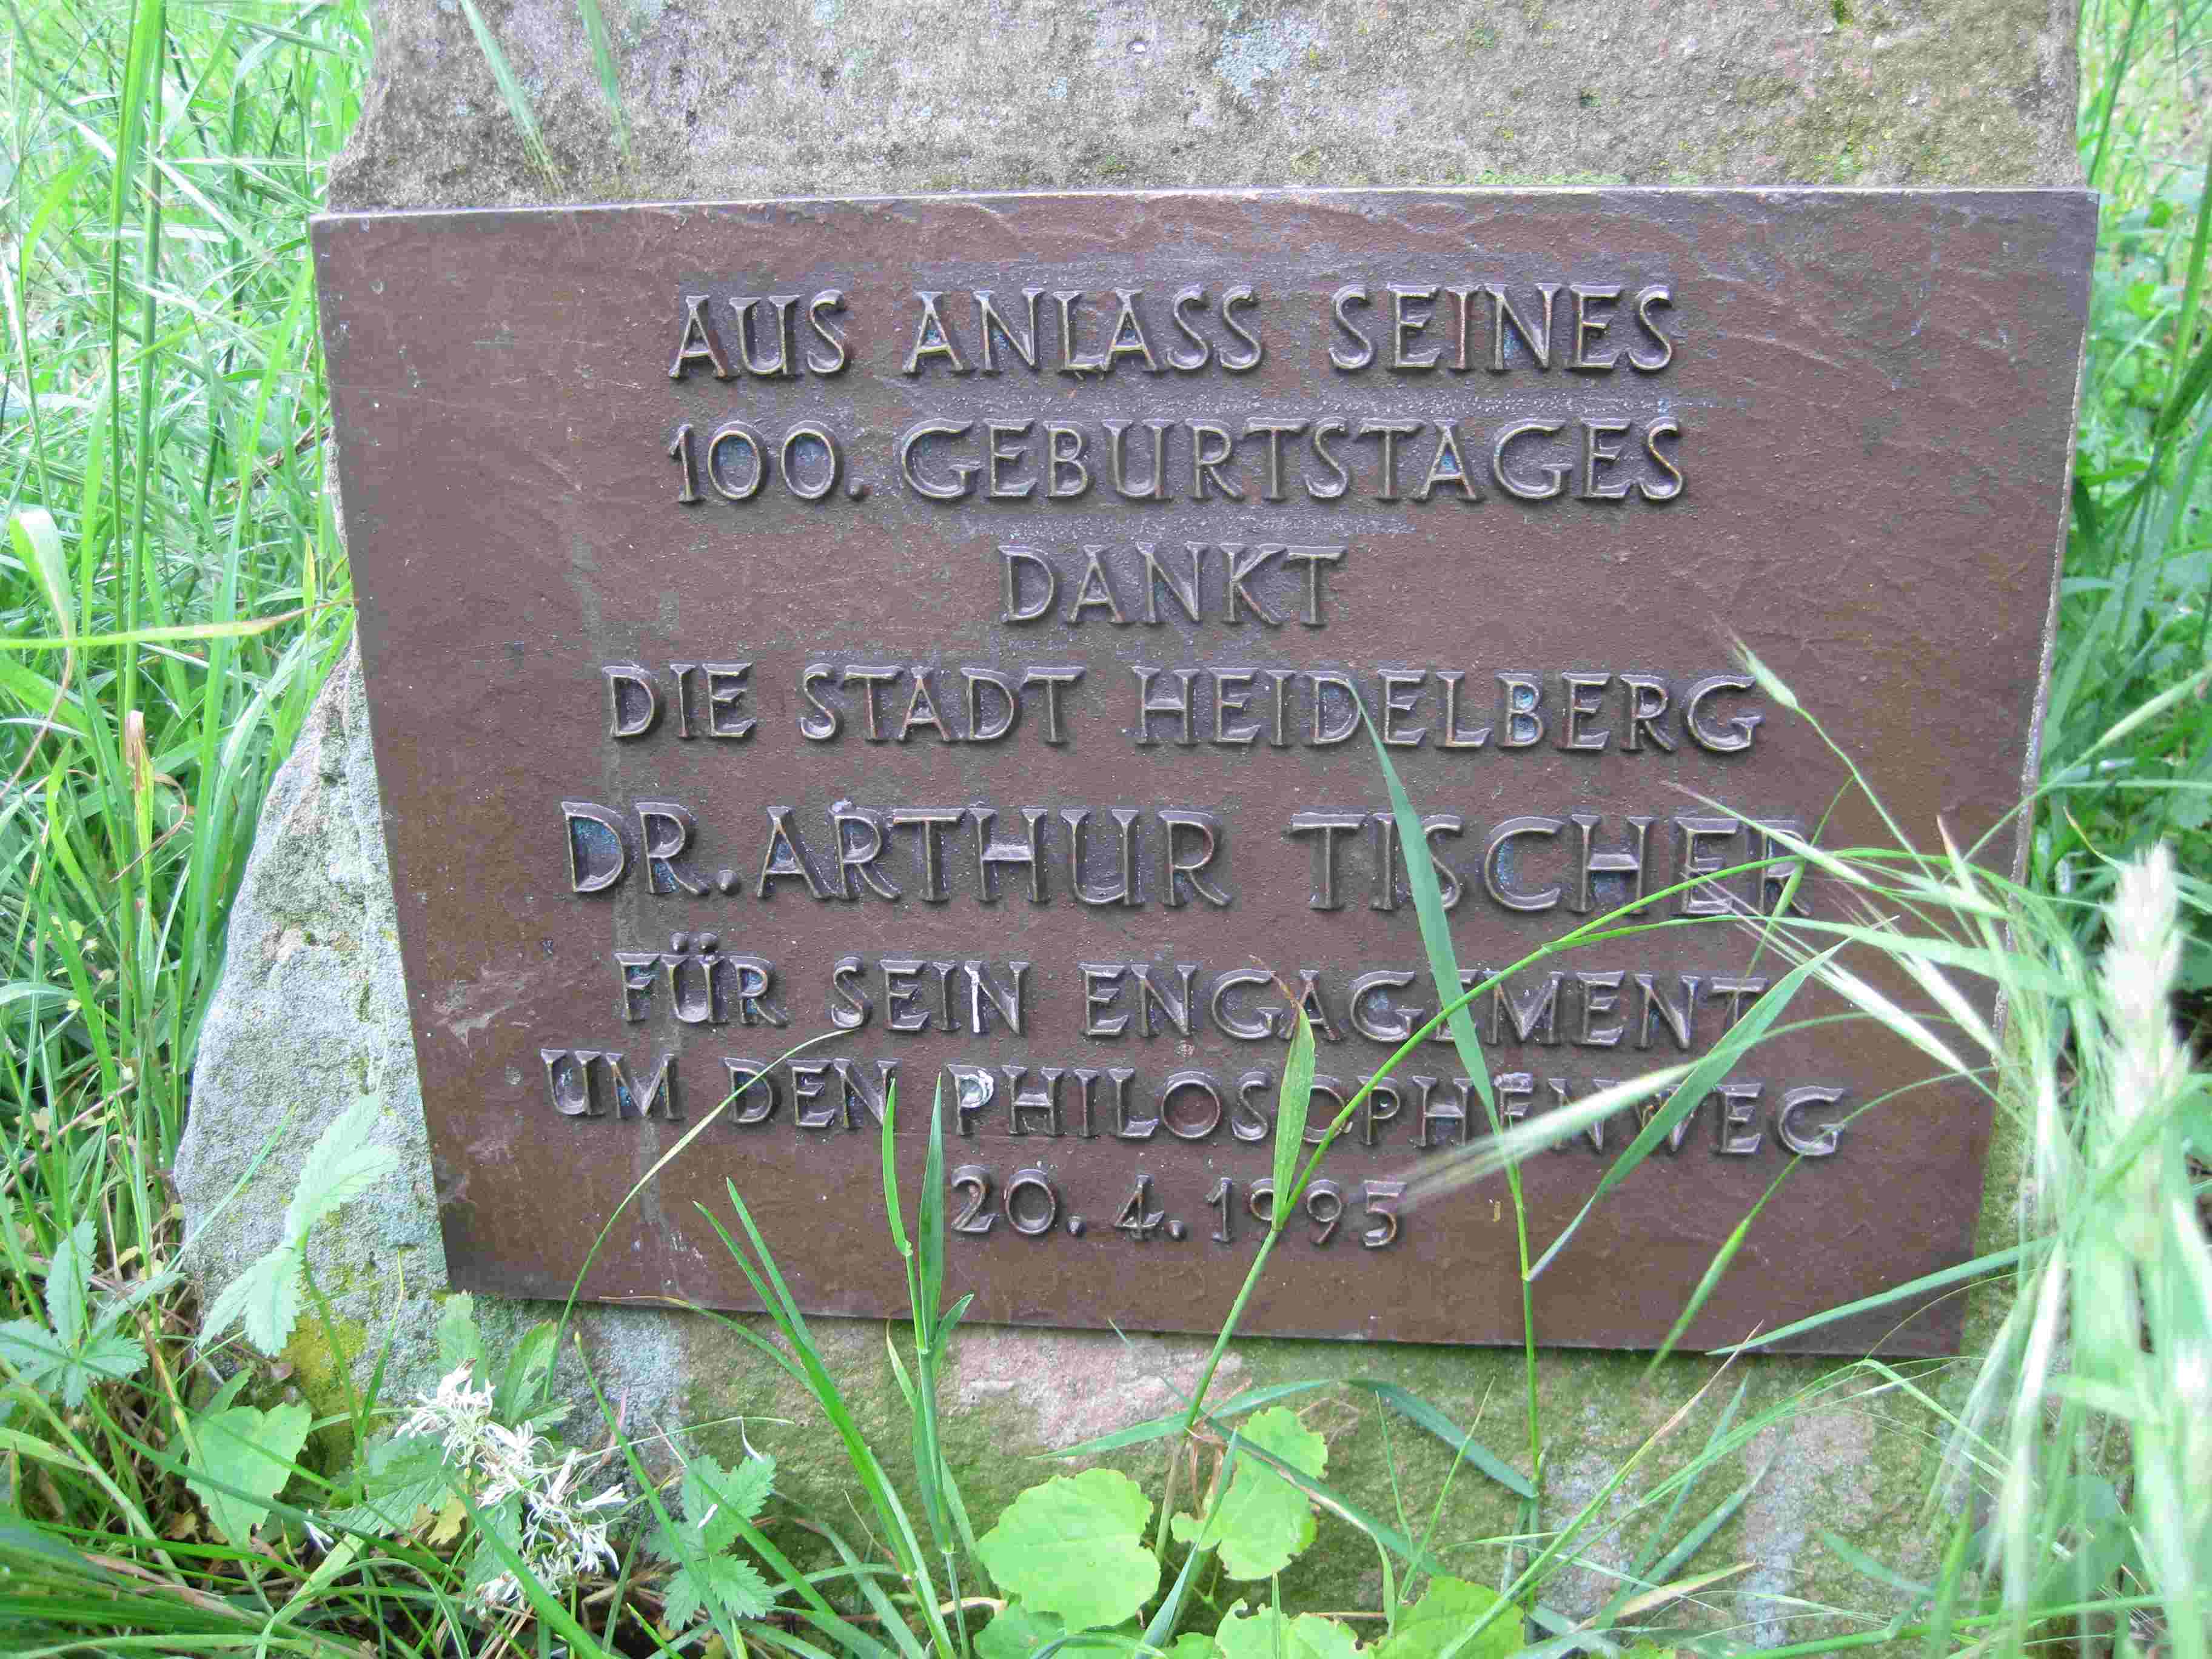 AUS ANLASS SEINES
100. GEBURTSTAGES
DANKT
DIE STADT HEIDELBERG
DR. ARTHUR TISCHER
FÜR SEIN ENGAGEMENT
UM DEN PHILOSOPHENWEG
20. 4. 1995